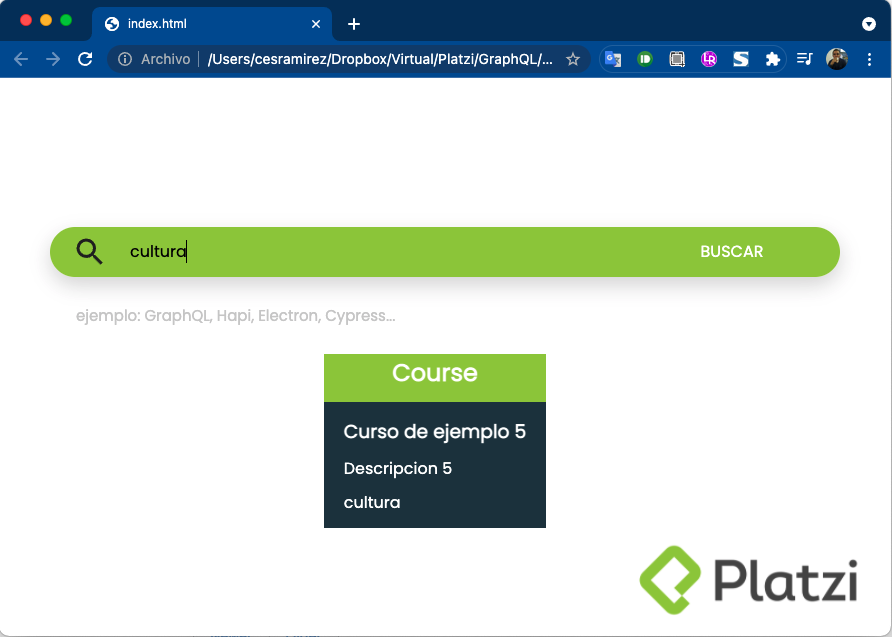 index.html
Archivo /Users/cesramirez/Dropbox/Virtual/Platzi/GraphQL/...
cultura BUSCAR
ejemplo: GraphQL, Hapi, Electron, Cypress...
Course
Curso de ejemplo 5
Descripcion 5
cultura
Platzi